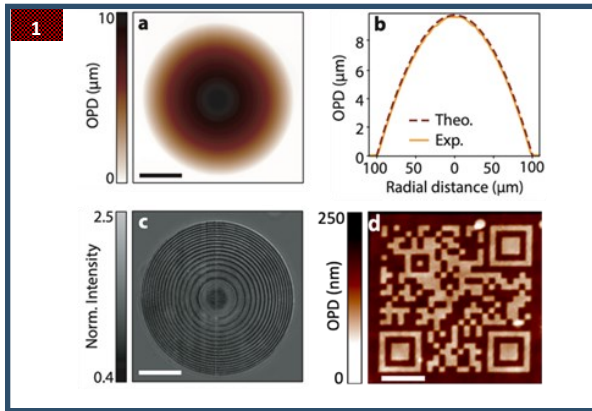 1
a
10
OPD (µm)
0
b
8
6
4
2
0
OPD (µm)
Theo.
Exp.
100 50 0 50 100
Radial distance (µm)
c
2.5
Norm. Intensity
0.4
d
250
OPD (nm)
0